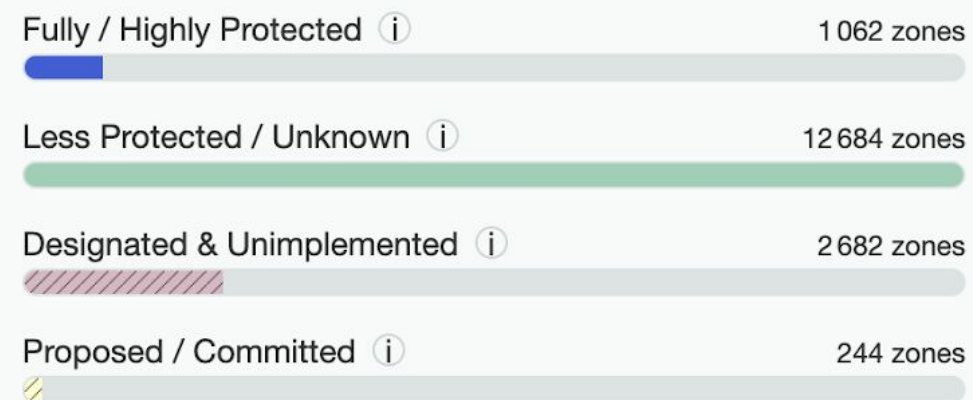 Fully / Highly Protected ⓘ 1 062 zones
Less Protected / Unknown ⓘ 12 684 zones
Designated & Unimplemented ⓘ 2 682 zones
Proposed / Committed ⓘ 244 zones